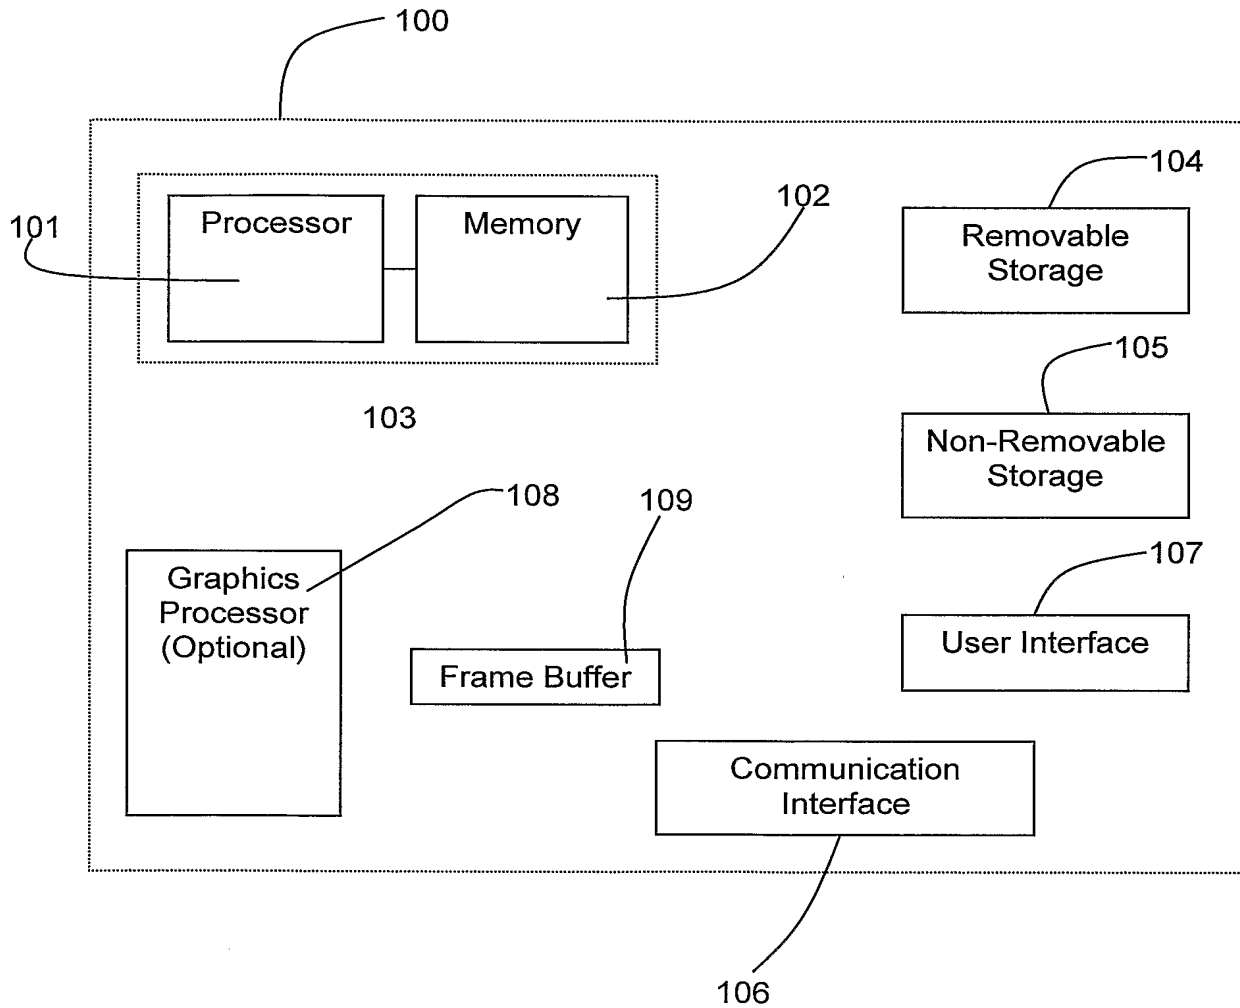 100
104
101
Processor
Memory
102
Removable
Storage
105
103
Non-Removable
Storage
108
109
107
Graphics
Processor
(Optional)
User Interface
Frame Buffer
Communication
Interface
106